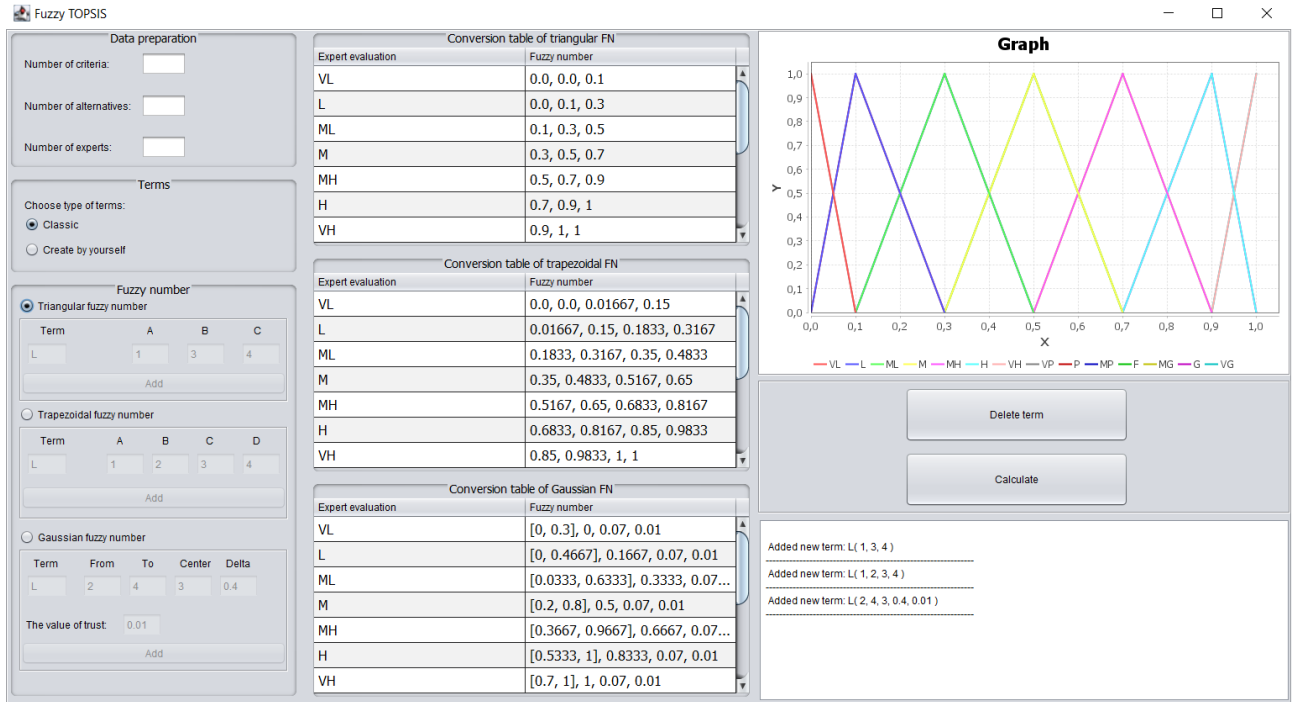 Fuzzy TOPSIS
Data preparation
Number of criteria:
Number of alternatives:
Number of experts:
Terms
Choose type of terms:
Classic
Create by yourself
Fuzzy number
Triangular fuzzy number
Term A B C
L 1 3 4
Add
Trapezoidal fuzzy number
Term A B C D
L 1 2 3 4
Add
Gaussian fuzzy number
Term From To Center Delta
L 2 4 3 0.4
The value of trust: 0.01
Add
Conversion table of triangular FN
Expert evaluation Fuzzy number
VL 0.0, 0.0, 0.1
L 0.0, 0.1, 0.3
ML 0.1, 0.3, 0.5
M 0.3, 0.5, 0.7
MH 0.5, 0.7, 0.9
H 0.7, 0.9, 1
VH 0.9, 1, 1
Conversion table of trapezoidal FN
Expert evaluation Fuzzy number
VL 0.0, 0.0, 0.01667, 0.15
L 0.01667, 0.15, 0.1833, 0.3167
ML 0.1833, 0.3167, 0.35, 0.4833
M 0.35, 0.4833, 0.5167, 0.65
MH 0.5167, 0.65, 0.6833, 0.8167
H 0.6833, 0.8167, 0.85, 0.9833
VH 0.85, 0.9833, 1, 1
Conversion table of Gaussian FN
Expert evaluation Fuzzy number
VL [0, 0.3], 0, 0.07, 0.01
L [0, 0.4667], 0.1667, 0.07, 0.01
ML [0.0333, 0.6333], 0.3333, 0.07...
M [0.2, 0.8], 0.5, 0.07, 0.01
MH [0.3667, 0.9667], 0.6667, 0.07...
H [0.5333, 1], 0.8333, 0.07, 0.01
VH [0.7, 1], 1, 0.07, 0.01
Graph
1,0
0,9
0,8
0,7
0,6
0,5
0,4
0,3
0,2
0,1
0,0
Y
0,0 0,1 0,2 0,3 0,4 0,5 0,6 0,7 0,8 0,9 1,0
X
VL L ML M MH H VH VP P MP F MG G VG
Delete term
Calculate
Added new term: L( 1, 3, 4 )
Added new term: L( 1, 2, 3, 4 )
Added new term: L( 2, 4, 3, 0.4, 0.01 )